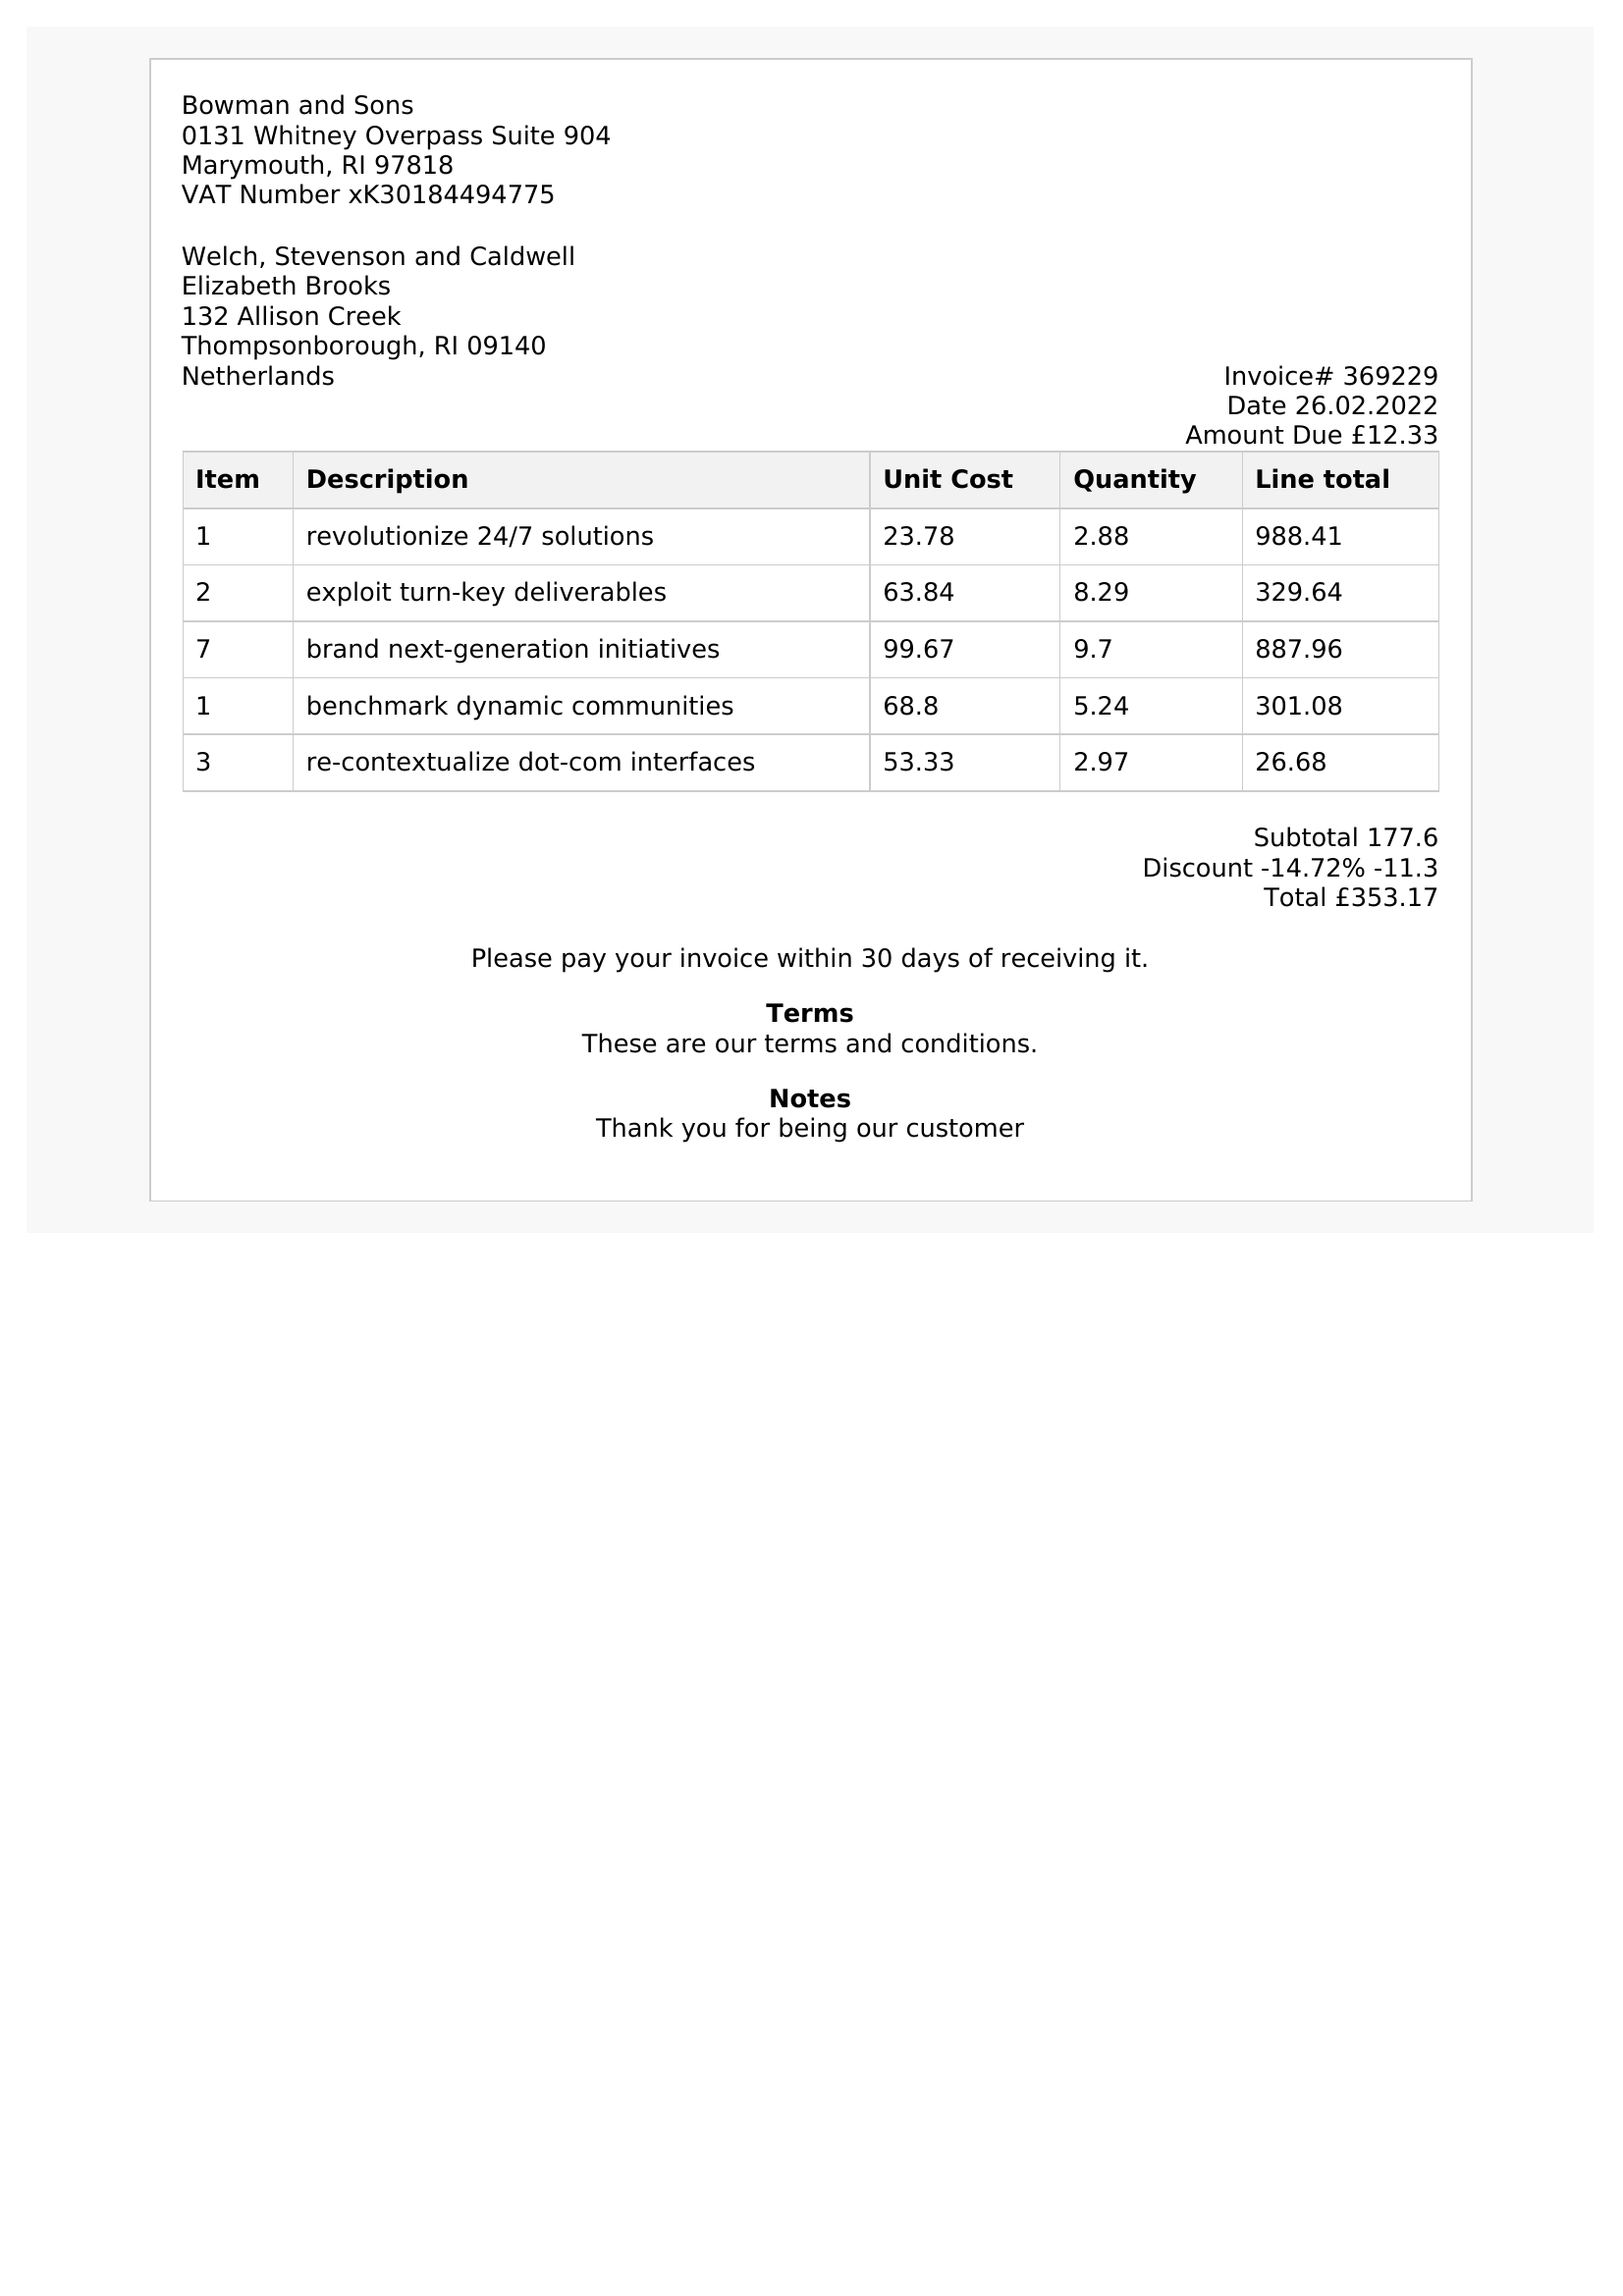 Bowman and Sons
0131 Whitney Overpass Suite 904
Marymouth, RI 97818
VAT Number xK30184494775
Welch, Stevenson and Caldwell
Elizabeth Brooks
132 Allison Creek
Thompsonborough, RI 09140
Netherlands
Invoice# 369229
Date 26.02.2022
Amount Due £12.33
Item Description Unit Cost Quantity Line total
1 revolutionize 24/7 solutions 23.78 2.88 988.41
2 exploit turn-key deliverables 63.84 8.29 329.64
7 brand next-generation initiatives 99.67 9.7 887.96
1 benchmark dynamic communities 68.8 5.24 301.08
3 re-contextualize dot-com interfaces 53.33 2.97 26.68
Subtotal 177.6
Discount -14.72% -11.3
Total £353.17
Please pay your invoice within 30 days of receiving it.
Terms
These are our terms and conditions.
Notes
Thank you for being our customer